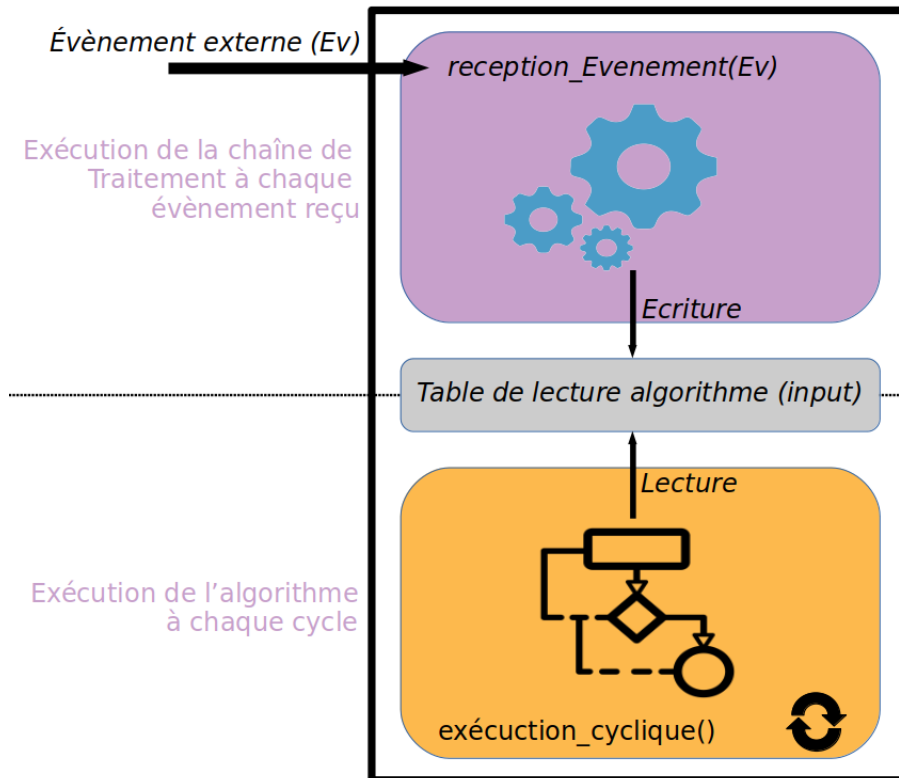 Évènement externe (Ev)
reception_Evenement(Ev)
Exécution de la chaîne de
Traitement à chaque
évènement reçu
Ecriture
Table de lecture algorithme (input)
Lecture
Exécution de l’algorithme
à chaque cycle
exécuction_cyclique()